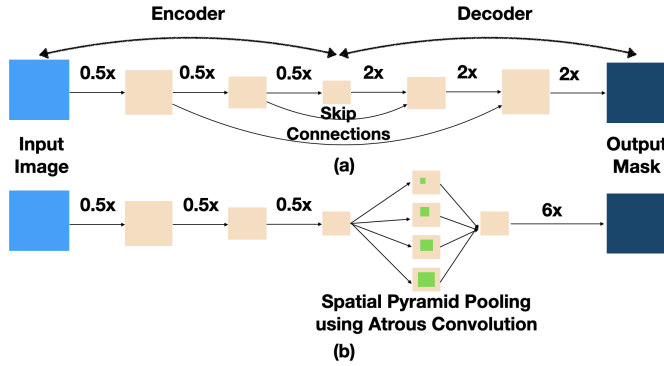 Encoder Decoder
0.5x 0.5x 0.5x 2x 2x 2x
Skip
Connections
Input
Image
Output
Mask
(a)
0.5x 0.5x 0.5x 6x
Spatial Pyramid Pooling
using Atrous Convolution
(b)